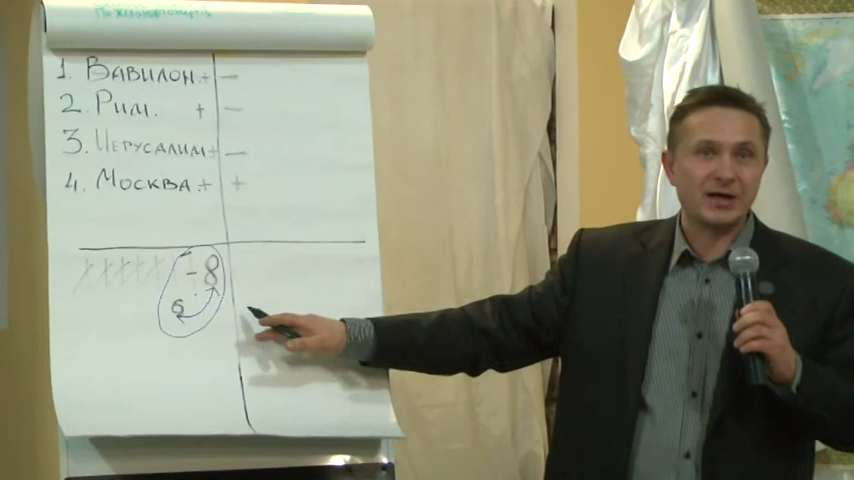 1. Вавилон + −
2. Рим. + −
3. Иерусалим + −
4. Москва. + +
− 8
6